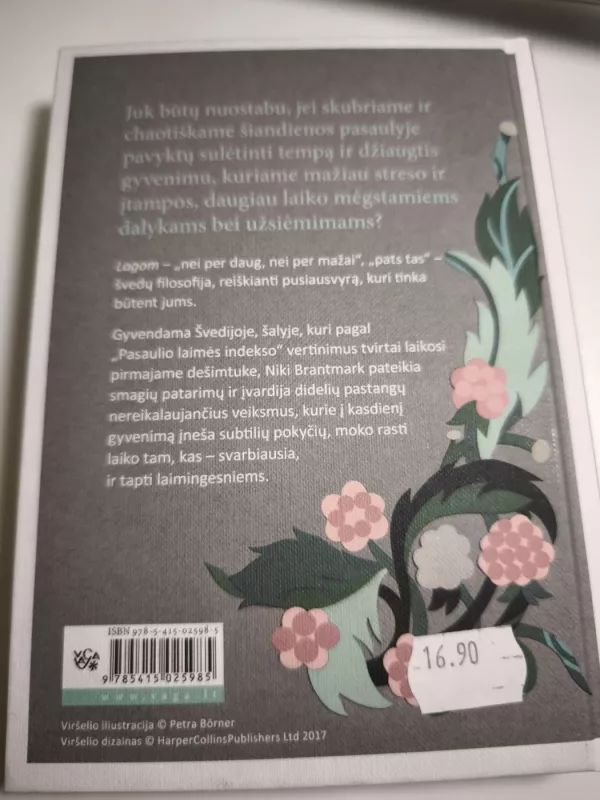 Juk būtų nuostabu, jei skubriame ir
chaotiškame šiandienos pasaulyje
pavyktų sulėtinti tempą ir džiaugtis
gyvenimu, kuriame mažiau streso ir
įtampos, daugiau laiko mėgstamiems
dalykams bei užsiėmimams?
Lagom – „nei per daug, nei per mažai“, „pats tas“ –
švedų filosofija, reiškianti pusiausvyrą, kuri tinka
būtent jums.
Gyvendama Švedijoje, šalyje, kuri pagal
„Pasaulio laimės indekso“ vertinimus tvirtai laikosi
pirmajame dešimtuke, Niki Brantmark pateikia
smagių patarimų ir įvardija didelių pastangų
nereikalaujančius veiksmus, kurie į kasdienį
gyvenimą įneša subtilių pokyčių, moko rasti
laiko tam, kas – svarbiausia,
ir tapti laimingesniems.
ISBN 978-5-415-02598-5
VAGA
9 785415 025985
www.vaga.lt
16.90
Viršelio iliustracija © Petra Börner
Viršelio dizainas © HarperCollinsPublishers Ltd 2017